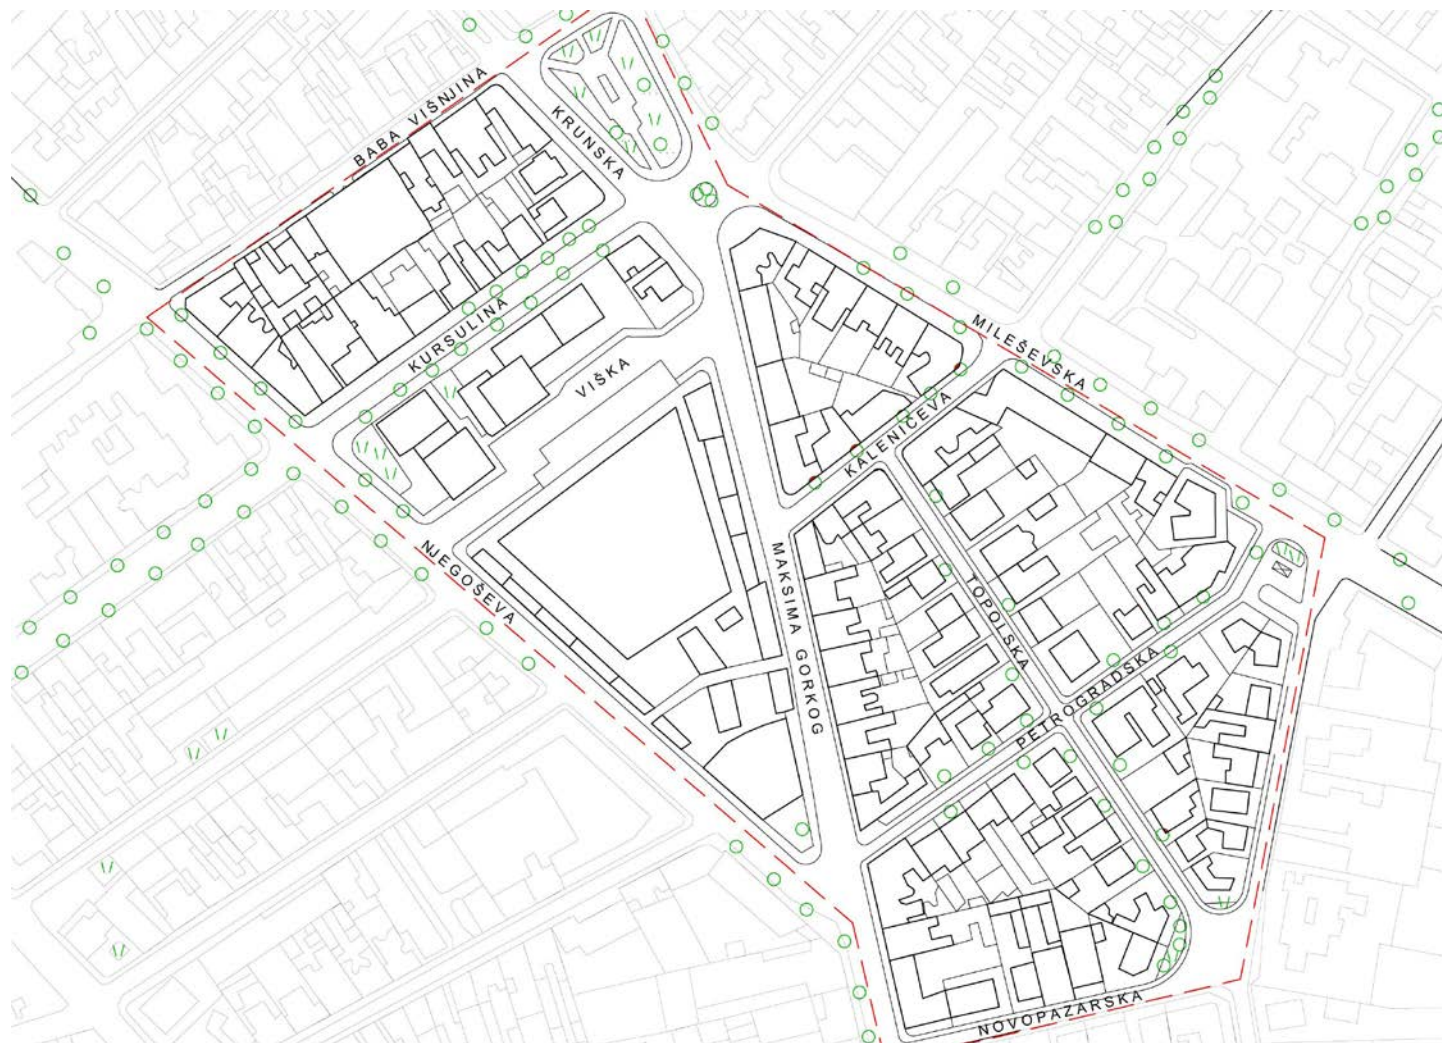 BABA VIŠNJINA
KRUNSKA
KURSULINA
VIŠKA
MILEŠEVSKA
KALENIĆEVA
NJEGOŠEVA
MAKSIMA GORKOG
TOPOLSKA
PETROGRADSKA
NOVOPAZARSKA